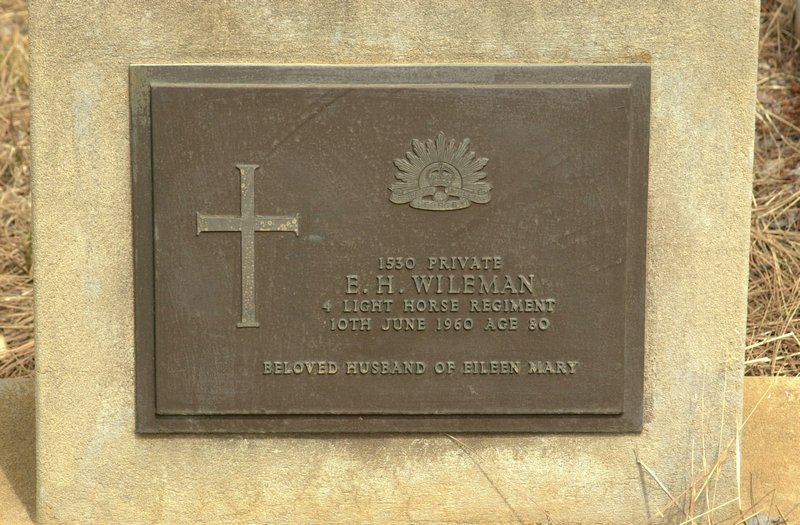 1530 PRIVATE
E. H. WILEMAN
4 LIGHT HORSE REGIMENT
10TH JUNE 1960 AGE 80
BELOVED HUSBAND OF EILEEN MARY